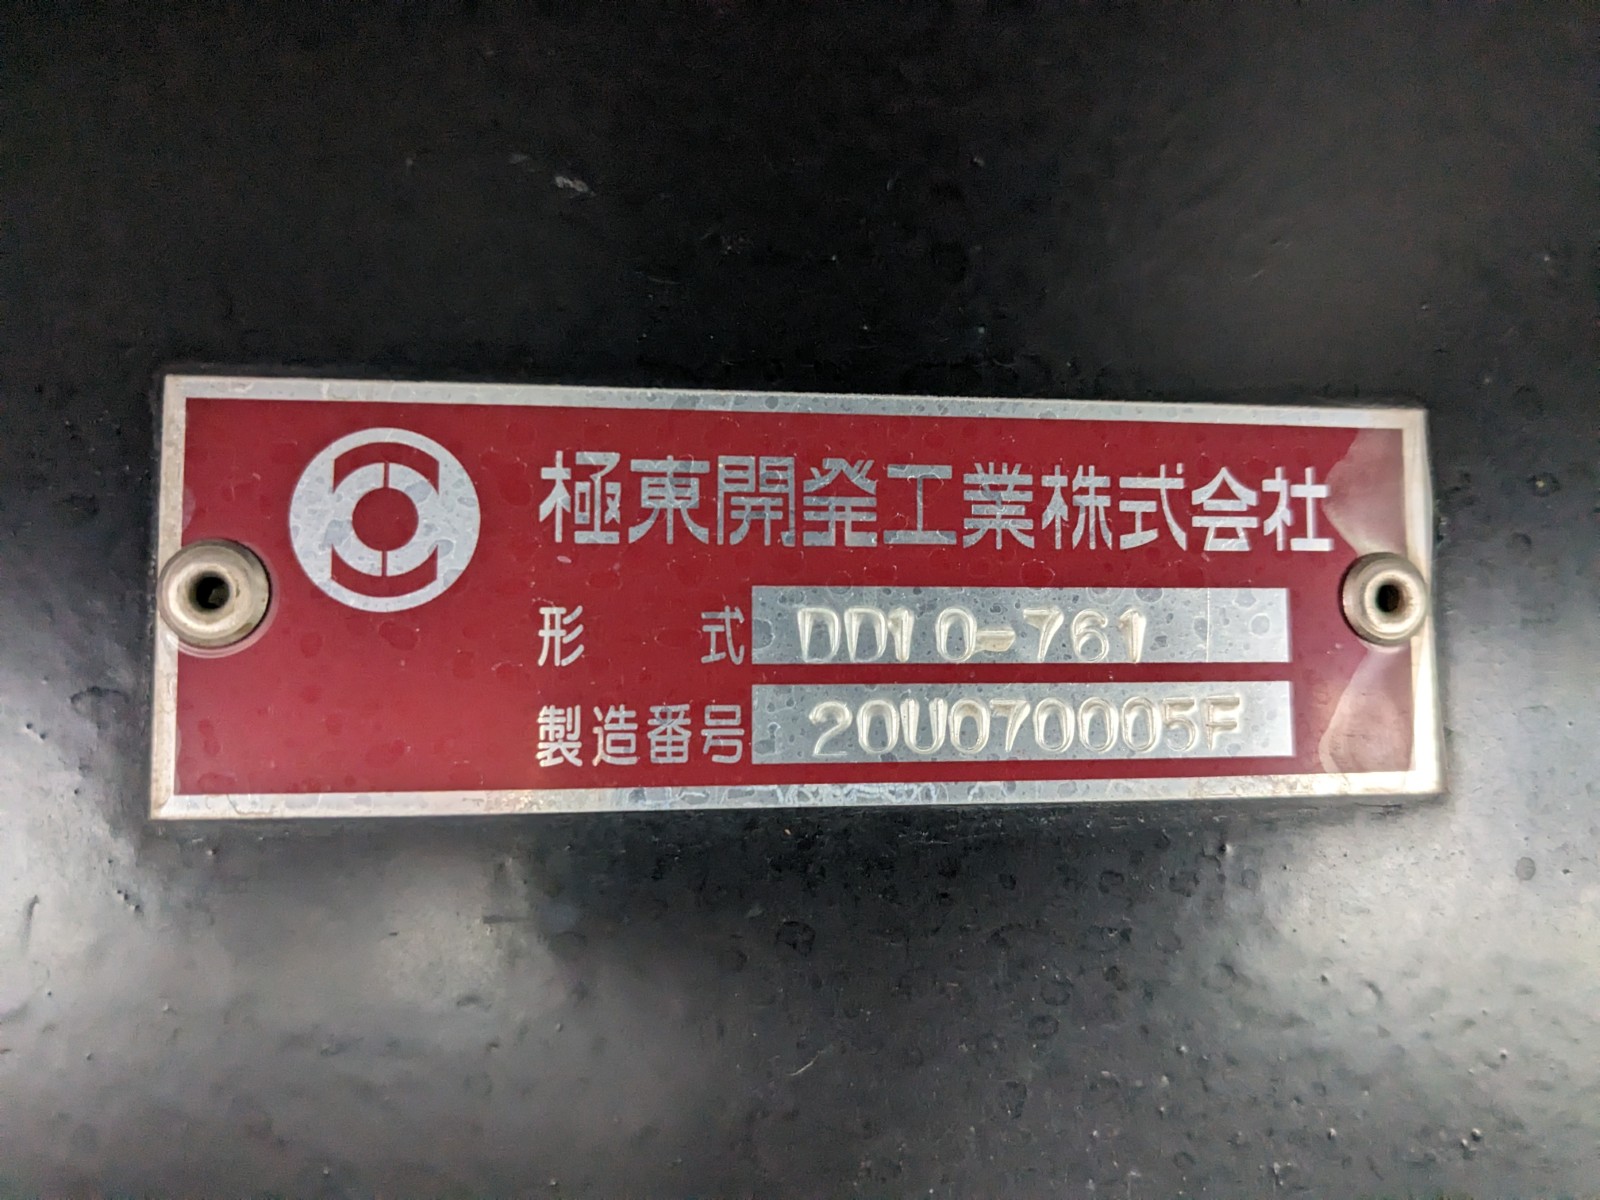 極東開発工業株式会社
形 式 DD10-761
製造番号 20U070005F